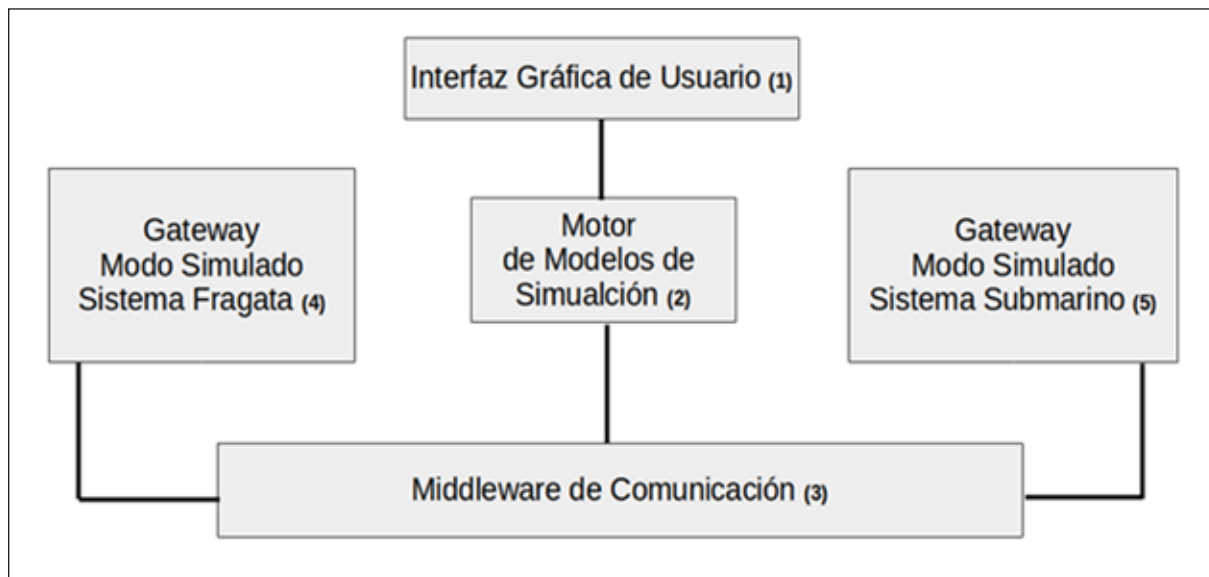 Interfaz Gráfica de Usuario (1)
Gateway
Modo Simulado
Sistema Fragata (4)
Motor
de Modelos de
Simualción (2)
Gateway
Modo Simulado
Sistema Submarino (5)
Middleware de Comunicación (3)